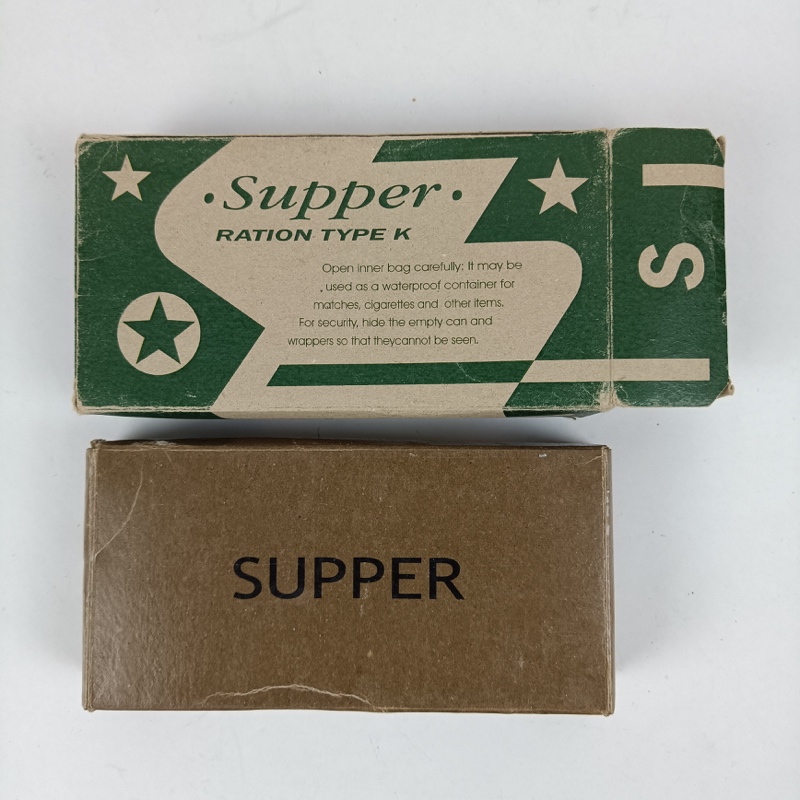 ·Supper·
RATION TYPE K
Open inner bag carefully: It may be
, used as a waterproof container for
matches, cigarettes and other items.
For security, hide the empty can and
wrappers so that theycannot be seen.
S
SUPPER